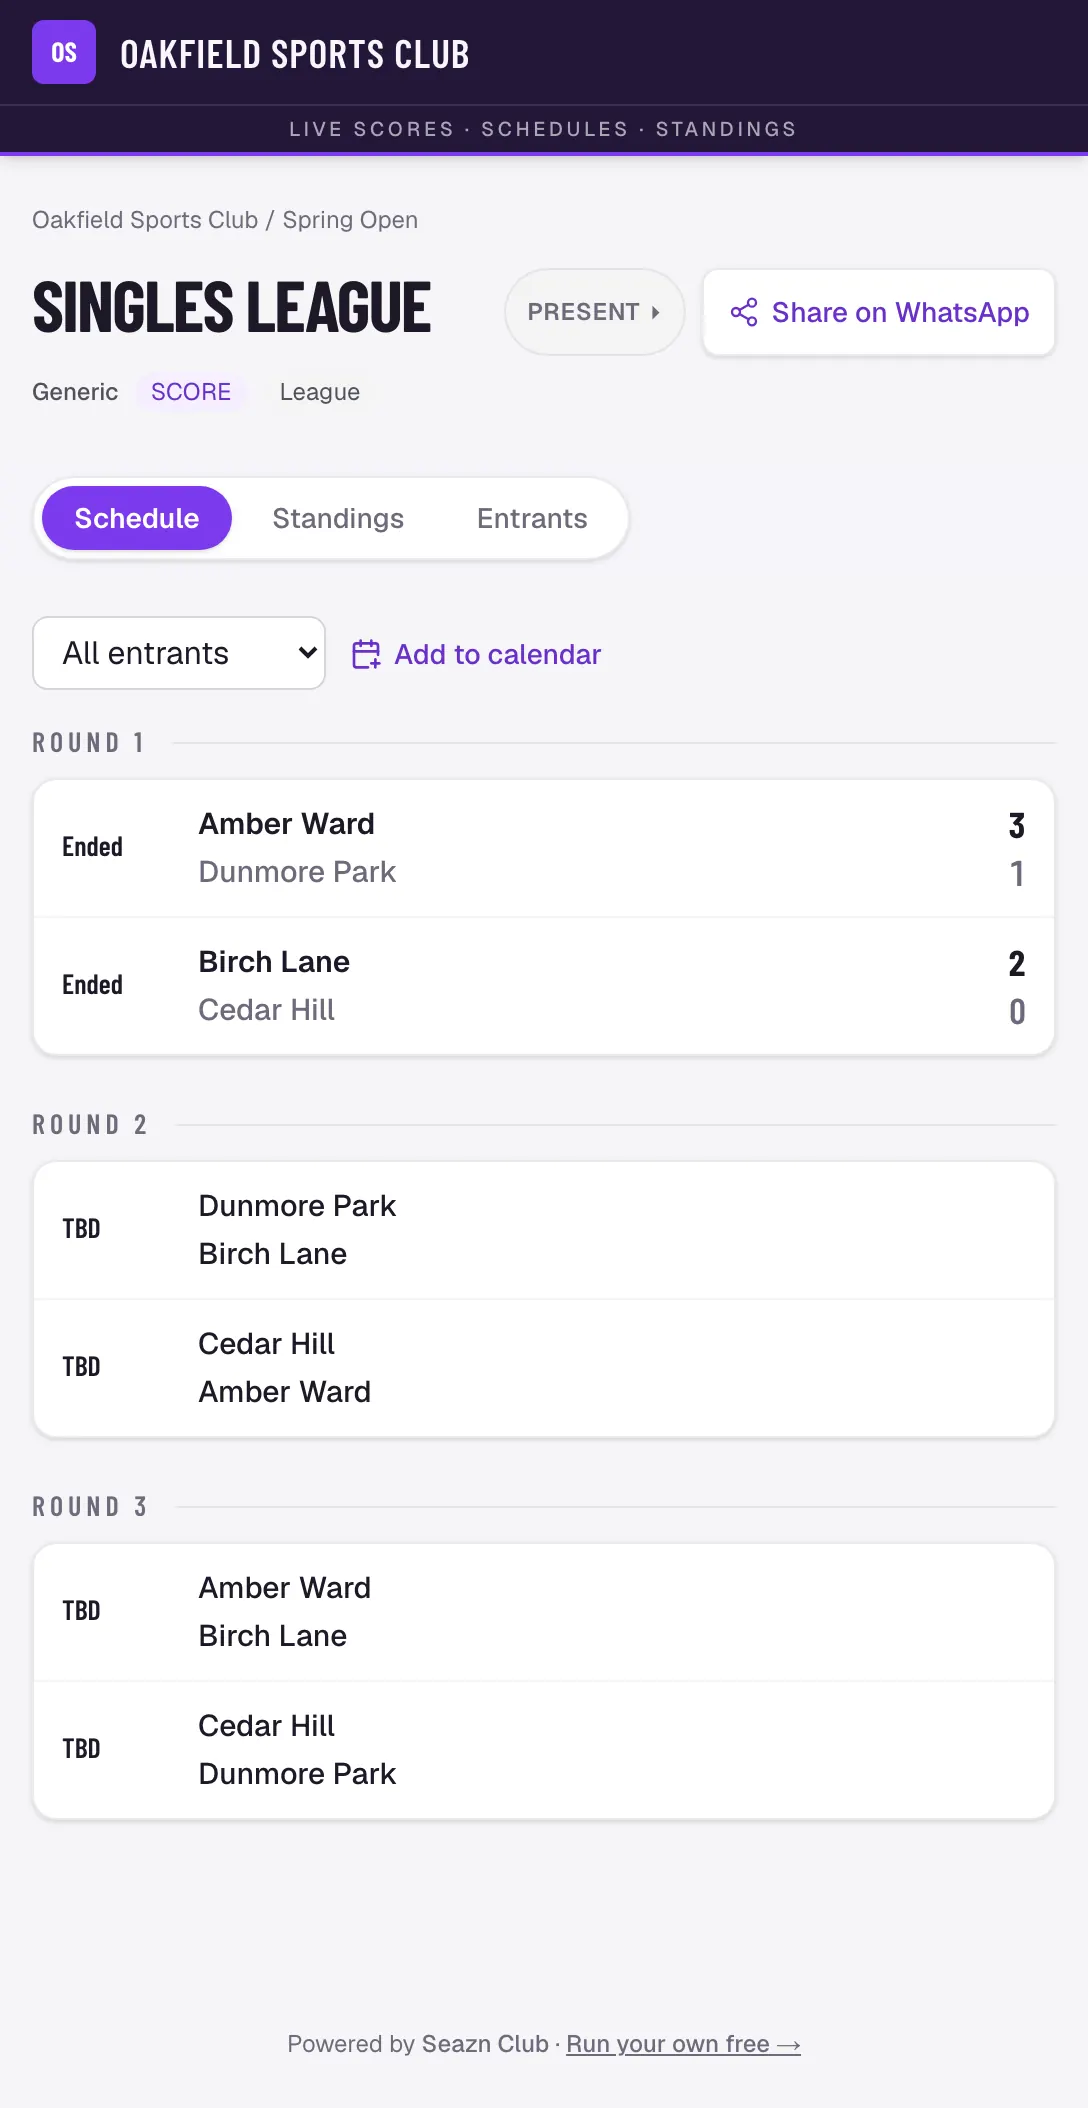 OS
OAKFIELD SPORTS CLUB
LIVE SCORES · SCHEDULES · STANDINGS
Oakfield Sports Club / Spring Open
SINGLES LEAGUE
PRESENT
Share on WhatsApp
Generic SCORE League
Schedule Standings Entrants
All entrants
Add to calendar
ROUND 1
Ended
Amber Ward 3
Dunmore Park 1
Ended
Birch Lane 2
Cedar Hill 0
ROUND 2
TBD
Dunmore Park
Birch Lane
TBD
Cedar Hill
Amber Ward
ROUND 3
TBD
Amber Ward
Birch Lane
TBD
Cedar Hill
Dunmore Park
Powered by Seazn Club · Run your own free →